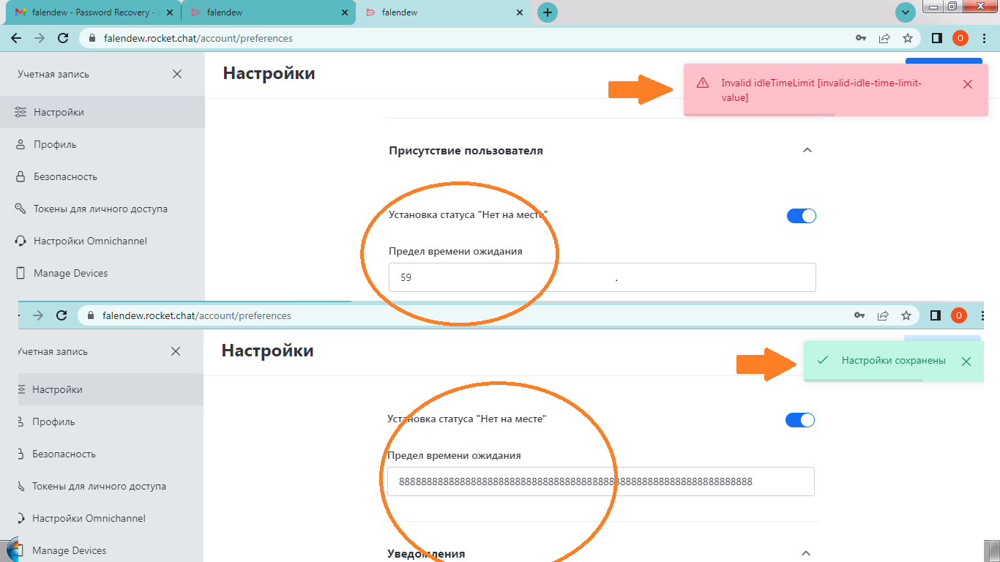 falendew - Password Recovery -
falendew
falendew
falendew.rocket.chat/account/preferences
O
Учетная запись
Настройки
Invalid idleTimeLimit [invalid-idle-time-limit-
value]
Настройки
Профиль
Безопасность
Токены для личного доступа
Настройки Omnichannel
Manage Devices
Присутствие пользователя
Установка статуса "Нет на месте"
Предел времени ожидания
59
.
falendew.rocket.chat/account/preferences
O
Учетная запись
Настройки
Настройки сохранены
Настройки
Профиль
Безопасность
Токены для личного доступа
Настройки Omnichannel
Manage Devices
Установка статуса "Нет на месте"
Предел времени ожидания
Уведомления